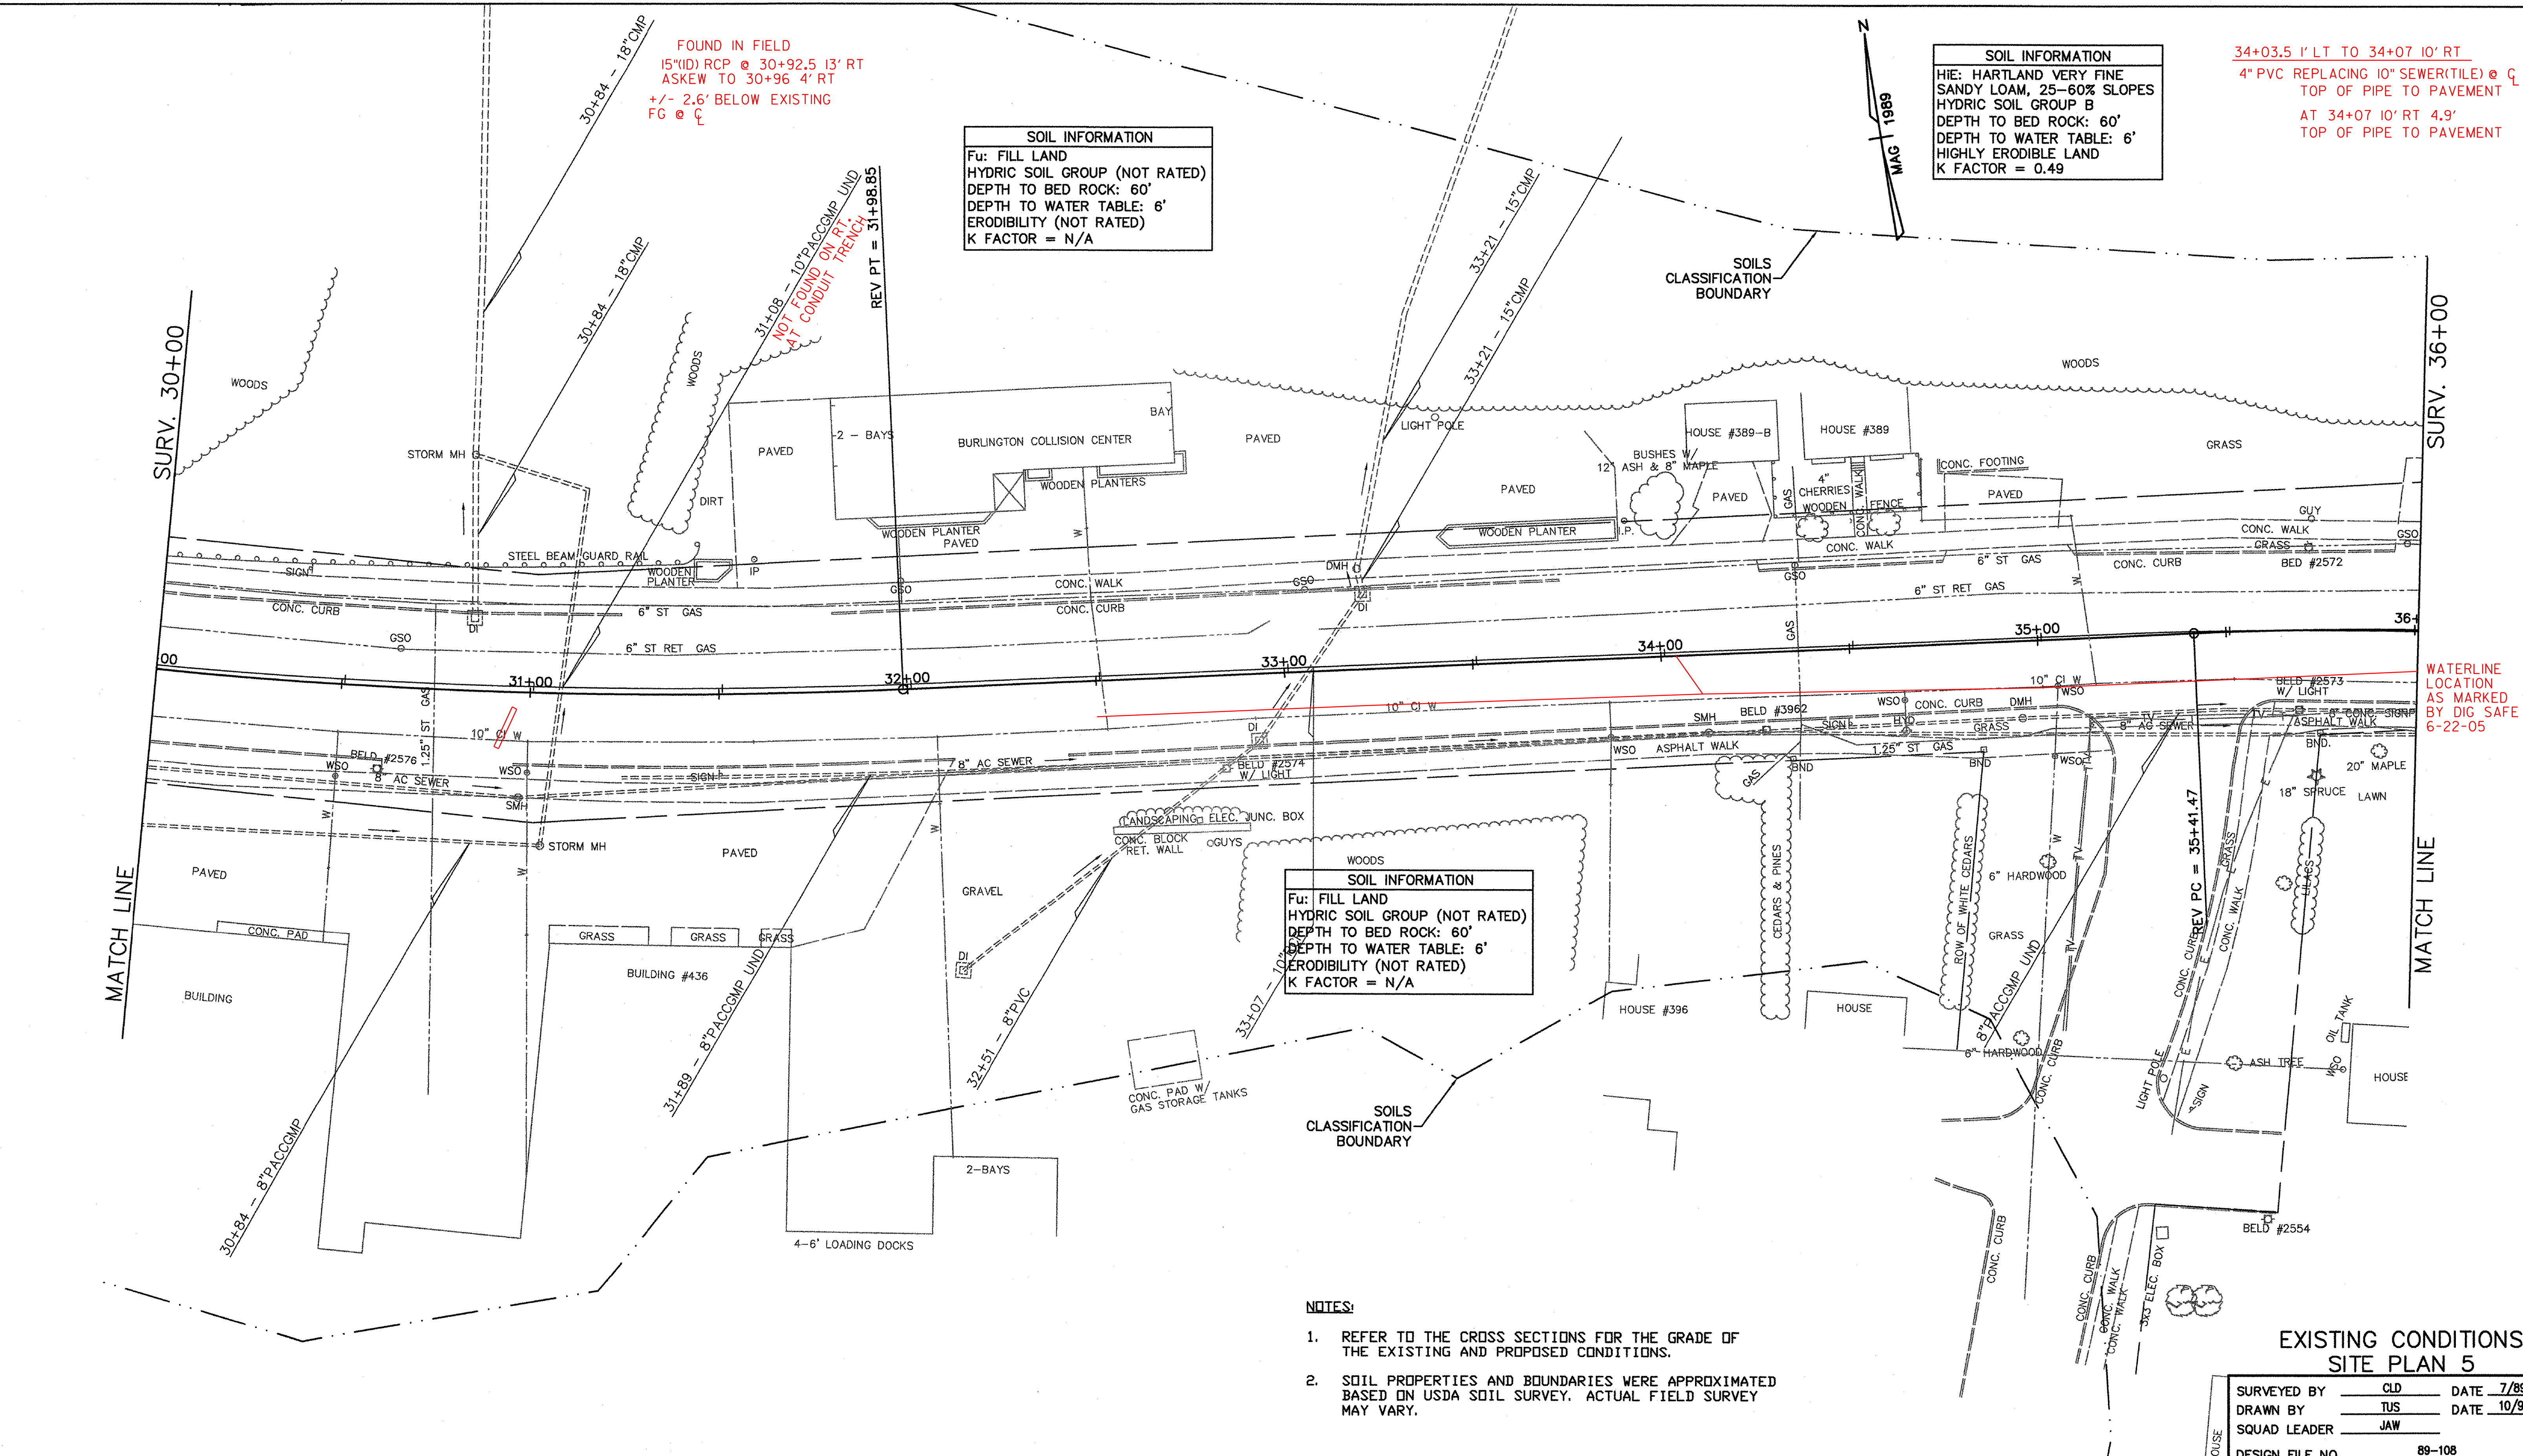 FOUND IN FIELD
15"(ID) RCP @ 30+92.5 13' RT
ASKEW TO 30+96 4' RT
+/- 2.6' BELOW EXISTING
FG @ CL
SOIL INFORMATION
Fu: FILL LAND
HYDRIC SOIL GROUP (NOT RATED)
DEPTH TO BED ROCK: 60'
DEPTH TO WATER TABLE: 6'
ERODIBILITY (NOT RATED)
K FACTOR = N/A
N
MAG 1989
SOIL INFORMATION
HiE: HARTLAND VERY FINE
SANDY LOAM, 25-60% SLOPES
HYDRIC SOIL GROUP B
DEPTH TO BED ROCK: 60'
DEPTH TO WATER TABLE: 6'
HIGHLY ERODIBLE LAND
K FACTOR = 0.49
34+03.5 1' LT TO 34+07 10' RT
4" PVC REPLACING 10" SEWER(TILE) @ CL
TOP OF PIPE TO PAVEMENT
AT 34+07 10' RT 4.9'
TOP OF PIPE TO PAVEMENT
30+84 - 18"CMP
30+84 - 18"CMP
31+08 - 10"PACCGMP UND
NOT FOUND ON RT.
AT CONDUIT TRENCH
REV PT = 31+98.85
33+21 - 15"CMP
33+21 - 15"CMP
SOILS
CLASSIFICATION
BOUNDARY
SURV. 30+00
SURV. 36+00
WOODS
WOODS
WOODS
STORM MH
DIRT
PAVED
2 - BAYS
BURLINGTON COLLISION CENTER
BAY
PAVED
LIGHT POLE
WOODEN PLANTERS
WOODEN PLANTER
PAVED
PAVED
WOODEN PLANTER
I.P.
BUSHES W/
12" ASH & 8" MAPLE
HOUSE #389-B
HOUSE #389
PAVED
GAS
4"
CHERRIES
WOODEN FENCE
CONC. WALK
CONC. FOOTING
PAVED
GRASS
GUY
CONC. WALK
GRASS
GSO
BED #2572
STEEL BEAM GUARD RAIL
SIGN
WOODEN
PLANTER
IP
GSO
CONC. WALK
GSO
DMH
CONC. WALK
GSO
6" ST GAS
CONC. CURB
CONC. CURB
DI
6" ST GAS
CONC. CURB
DI
6" ST RET GAS
GSO
6" ST RET GAS
W
W
GAS
00
31+00
32+00
33+00
34+00
35+00
36+
WATERLINE
LOCATION
AS MARKED
BY DIG SAFE
6-22-05
1.25" ST GAS
10" CI W
10" CI W
10" CI W
WSO
BELD #2573
W/ LIGHT
BELD #2576
WSO
8" AC SEWER
WSO
SMH
SIGN
8" AC SEWER
DI
BELD #2574
W/ LIGHT
WSO
ASPHALT WALK
SMH
BELD #3962
SIGN
WSO
HYD
CONC. CURB
GRASS
DMH
1.25" ST GAS
GAS
BND
BND
WSO
TV
8" AC SEWER
TV
6" CONC SIGN
ASPHALT WALK
BND.
20" MAPLE
18" SPRUCE
LAWN
STORM MH
PAVED
PAVED
W
W
W
W
LANDSCAPING
ELEC. JUNC. BOX
CONC. BLOCK
RET. WALL
GUYS
WOODS
GRAVEL
DI
CONC. PAD
GRASS
GRASS
GRASS
BUILDING
BUILDING #436
SOIL INFORMATION
Fu: FILL LAND
HYDRIC SOIL GROUP (NOT RATED)
DEPTH TO BED ROCK: 60'
DEPTH TO WATER TABLE: 6'
ERODIBILITY (NOT RATED)
K FACTOR = N/A
CEDARS & PINES
ROW OF WHITE CEDARS
6" HARDWOOD
GRASS
TV
TV
REV PC = 35+41.47
CONC. CURB
GRASS
CONC. WALK
E
E
E
E
LILACS
MATCH LINE
MATCH LINE
HOUSE #396
HOUSE
8"PACCGMP UND
6" HARDWOOD
CONC. CURB
LIGHT POLE
SIGN
ASH TREE
OIL TANK
WSO
HOUSE
30+84 - 8"PACCGMP
31+89 - 8"PACCGMP UND
32+51 - 8"PVC
33+07 - 10"
CONC. PAD W/
GAS STORAGE TANKS
2-BAYS
4-6' LOADING DOCKS
SOILS
CLASSIFICATION
BOUNDARY
CONC. CURB
CONC. CURB
CONC. WALK
CONC. WALK
3x3 ELEC. BOX
BELD #2554
NOTES:
1. REFER TO THE CROSS SECTIONS FOR THE GRADE OF
THE EXISTING AND PROPOSED CONDITIONS.
2. SOIL PROPERTIES AND BOUNDARIES WERE APPROXIMATED
BASED ON USDA SOIL SURVEY. ACTUAL FIELD SURVEY
MAY VARY.
EXISTING CONDITIONS
SITE PLAN 5
SURVEYED BY CLD DATE 7/89
DRAWN BY TUS DATE 10/9
SQUAD LEADER JAW
DESIGN FILE NO. 89-108